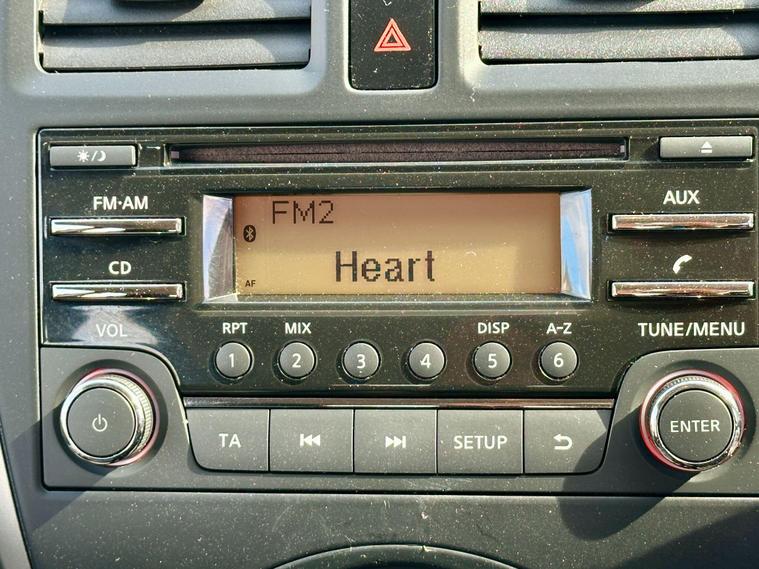 FM·AM
AUX
FM2
CD
Heart
AF
VOL
RPT
MIX
DISP
A-Z
TUNE/MENU
1
2
3
4
5
6
TA
SETUP
ENTER